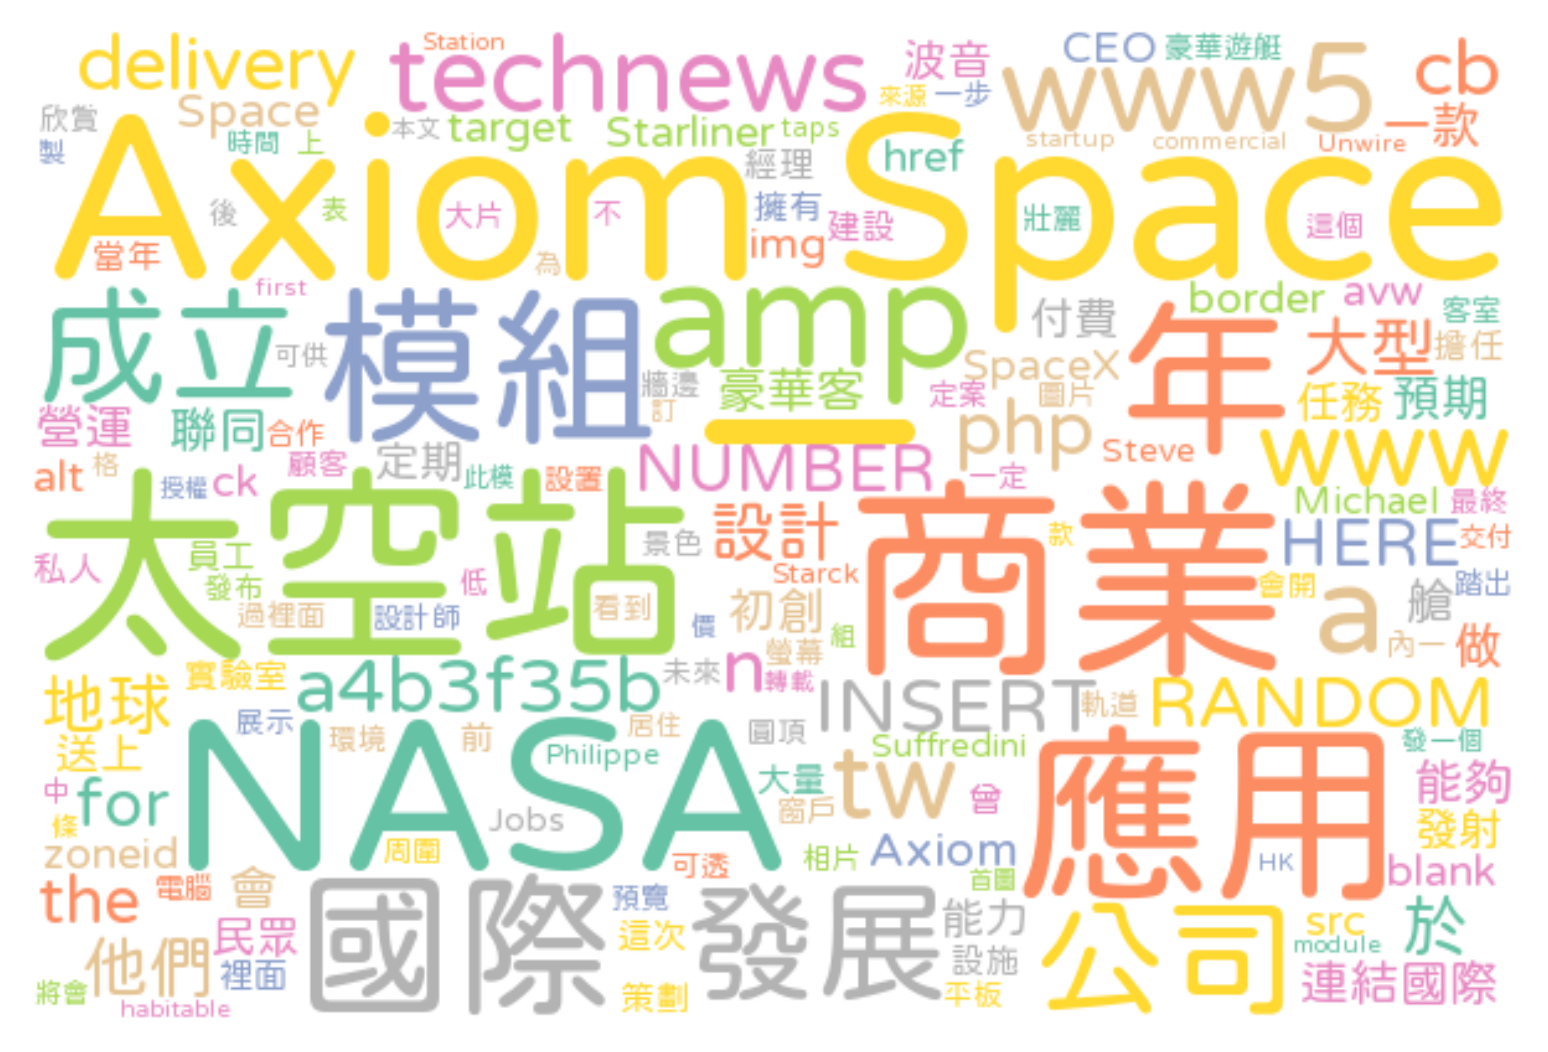 delivery
Station
technews
波音
CEO
豪華遊艇
www5
cb
欣賞
Space
來源
一步
一款
製
時間
上
本文
target
Starliner
taps
startup
commercial
Unwire
Axiom Space
href
經理
後
表
大片
不
擁有
建設
壯麗
這個
當年
img
為
first
成立
模組
amp
付費
border
avw
客室
年
大型
擔任
可供
牆邊
豪華客
SpaceX
定案
圖片
任務
預期
訂
營運
聯同
合作
php
Steve
www
定期
NUMBER
alt
格
授權
ck
顧客
此模
設置
一定
Michael
最終
太空站
設計
商業
款
HERE
交付
私人
員工
景色
發布
低
Starck
會開
a
艙
踏出
過裡面
設計師
看到
價
初創
組
內一
做
螢幕
地球
實驗室
a4b3f35b
未來
n
轉載
INSERT
軌道
RANDOM
展示
環境
前
居住
圓頂
送上
NASA
Philippe
Suffredini
應用
發一個
中
for
大量
tw
曾
能夠
條
Jobs
窗戶
發射
zoneid
周圍
可透
相片
Axiom
HK
blank
the
電腦
會
首圖
國際
預覽
發展
能力
公司
src
於
民眾
這次
module
他們
裡面
設施
連結國際
將會
habitable
策劃
平板